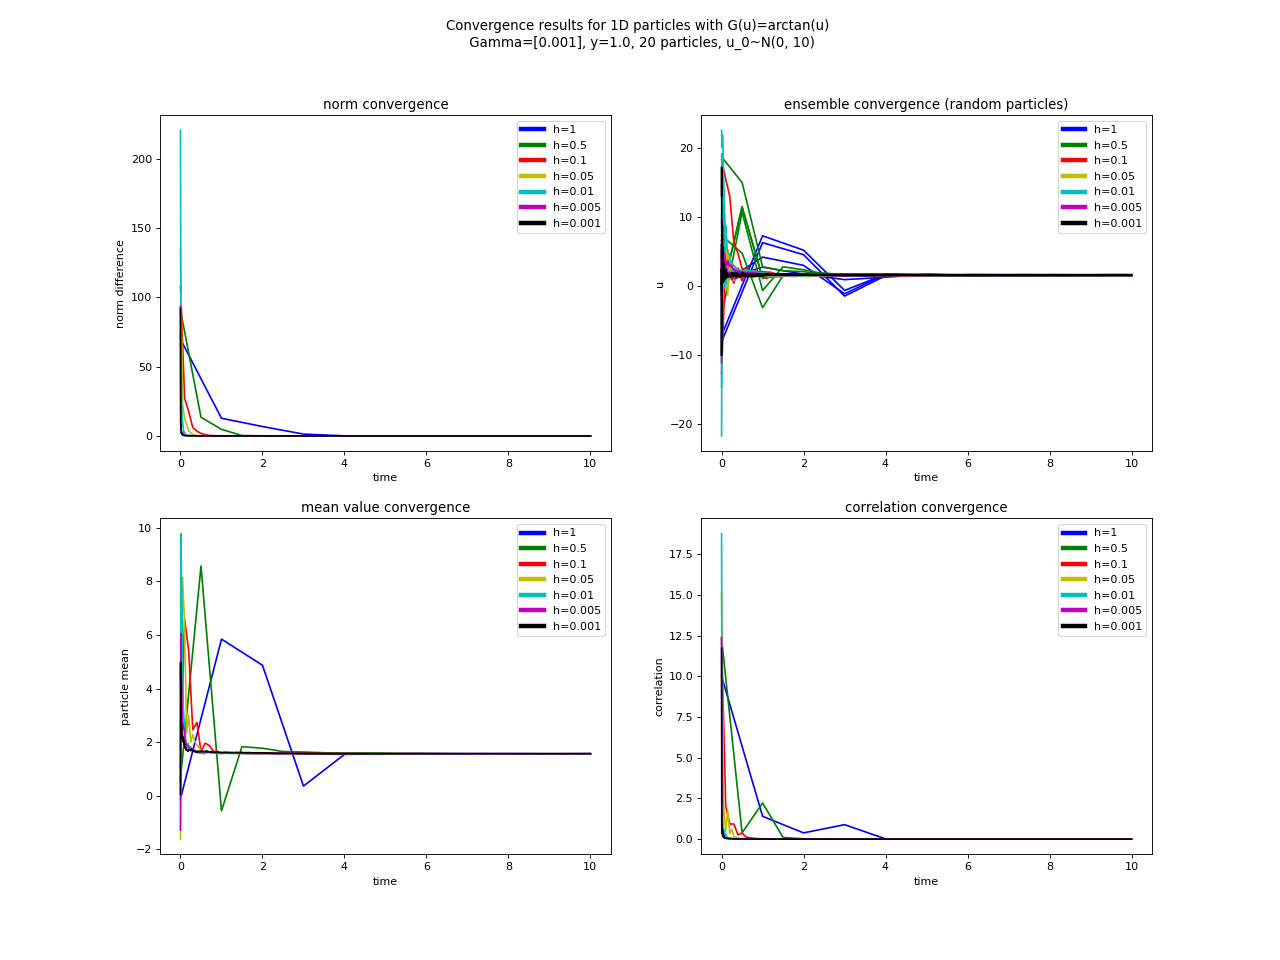 Convergence results for 1D particles with G(u)=arctan(u)
Gamma=[0.001], y=1.0, 20 particles, u_0~N(0, 10)
norm convergence
norm difference
200
150
100
50
0
0 2 4 6 8 10
time
h=1
h=0.5
h=0.1
h=0.05
h=0.01
h=0.005
h=0.001
ensemble convergence (random particles)
u
20
10
0
−10
−20
0 2 4 6 8 10
time
h=1
h=0.5
h=0.1
h=0.05
h=0.01
h=0.005
h=0.001
mean value convergence
particle mean
10
8
6
4
2
0
−2
0 2 4 6 8 10
time
h=1
h=0.5
h=0.1
h=0.05
h=0.01
h=0.005
h=0.001
correlation convergence
correlation
17.5
15.0
12.5
10.0
7.5
5.0
2.5
0.0
0 2 4 6 8 10
time
h=1
h=0.5
h=0.1
h=0.05
h=0.01
h=0.005
h=0.001